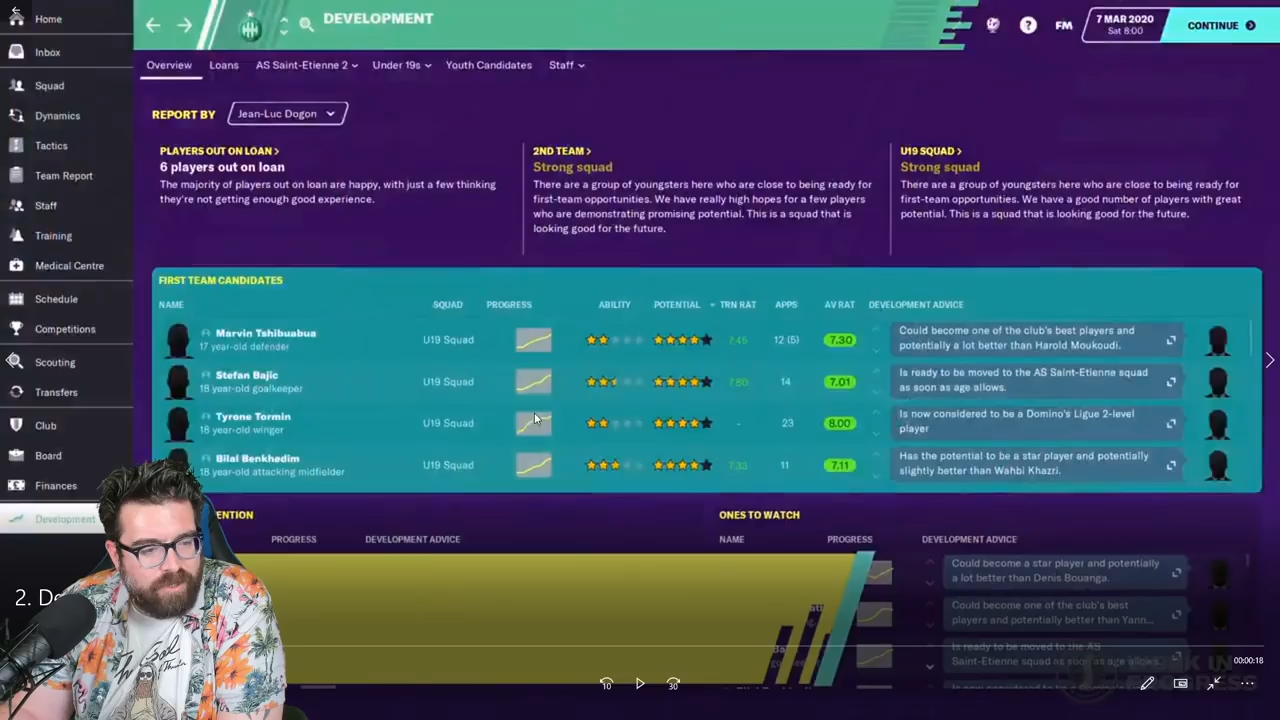 Home
Inbox
Squad
Dynamics
Tactics
Team Report
Staff
Training
Medical Centre
Schedule
Competitions
Scouting
Transfers
Club
Board
Finances
Development
DEVELOPMENT
FM
7 MAR 2020
Sat 8:00
CONTINUE
Overview
Loans
AS Saint-Etienne 2
Under 19s
Youth Candidates
Staff
REPORT BY
Jean-Luc Dogon
PLAYERS OUT ON LOAN >
6 players out on loan
The majority of players out on loan are happy, with just a few thinking
they're not getting enough good experience.
2ND TEAM >
Strong squad
There are a group of youngsters here who are close to being ready for
first-team opportunities. We have really high hopes for a few players
who are demonstrating promising potential. This is a squad that is
looking good for the future.
U19 SQUAD >
Strong squad
There are a group of youngsters here who are close to being ready for
first-team opportunities. We have a good number of players with great
potential. This is a squad that is looking good for the future.
FIRST TEAM CANDIDATES
NAME SQUAD PROGRESS ABILITY POTENTIAL TRN RAT APPS AV RAT DEVELOPMENT ADVICE
Marvin Tshibuabua
17 year-old defender
U19 Squad 7.45 12 (5) 7.30
Could become one of the club's best players and
potentially a lot better than Harold Moukoudi.
Stefan Bajic
18 year-old goalkeeper
U19 Squad 7.80 14 7.01
Is ready to be moved to the AS Saint-Etienne squad
as soon as age allows.
Tyrone Tormin
18 year-old winger
U19 Squad - 23 8.00
Is now considered to be a Domino's Ligue 2-level
player
Bilal Benkhedim
18 year-old attacking midfielder
U19 Squad 7.33 11 7.11
Has the potential to be a star player and potentially
slightly better than Wahbi Khazri.
PROGRESS DEVELOPMENT ADVICE
ONES TO WATCH
NAME PROGRESS DEVELOPMENT ADVICE
Could become a star player and potentially
a lot better than Denis Bouanga.
Could become one of the club's best
players and potentially better than Yann...
Is ready to be moved to the AS
Saint-Etienne squad as soon as age allows.
2.
00:00:18
10
30